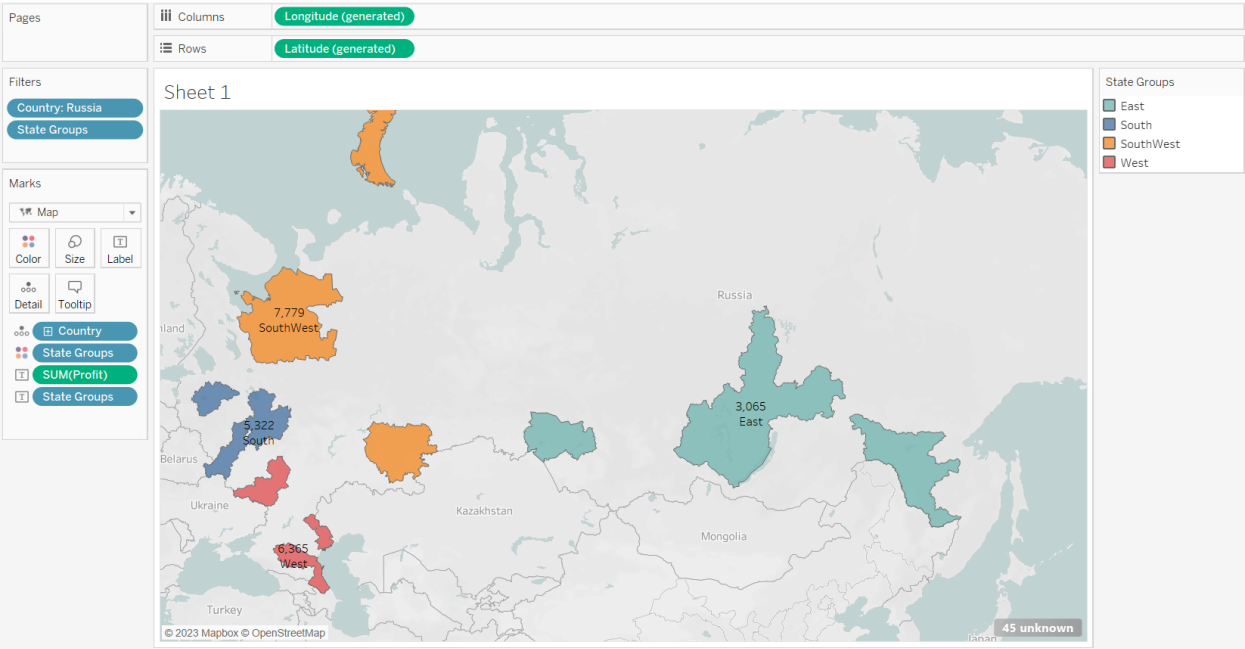 Pages
Columns
Longitude (generated)
Rows
Latitude (generated)
Filters
Country: Russia
State Groups
Marks
Map
Color
Size
Label
Detail
Tooltip
Country
State Groups
SUM(Profit)
State Groups
Sheet 1
Russia
7,779
SouthWest
5,322
South
Belarus
Ukraine
Kazakhstan
3,065
East
Mongolia
6,365
West
Turkey
Japan
© 2023 Mapbox © OpenStreetMap
45 unknown
State Groups
East
South
SouthWest
West